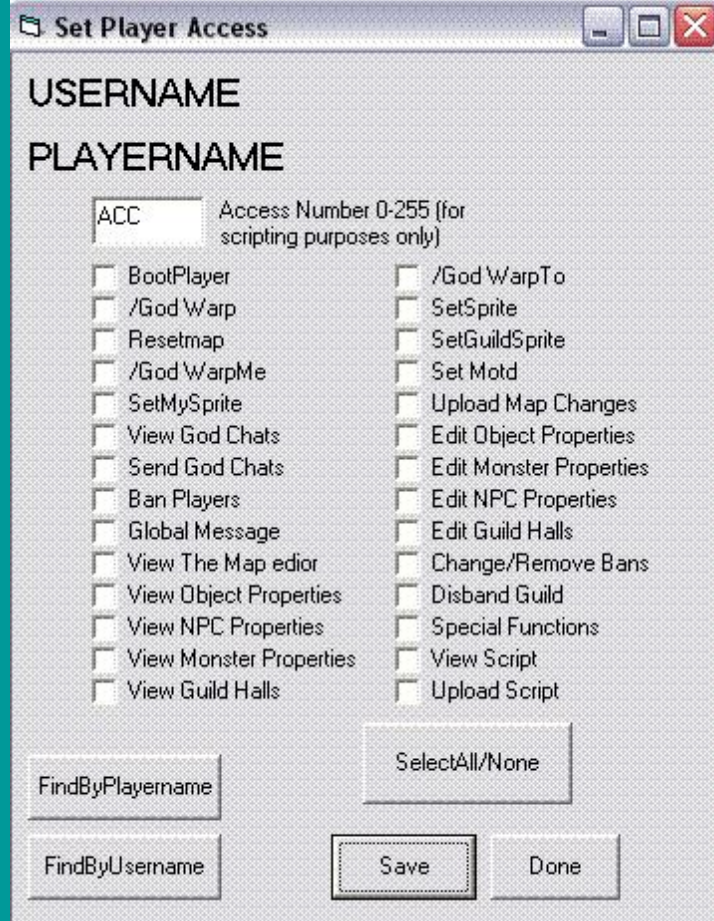 Set Player Access
USERNAME
PLAYERNAME
ACC
Access Number 0-255 (for
scripting purposes only)
BootPlayer
/God Warp
Resetmap
/God WarpMe
SetMySprite
View God Chats
Send God Chats
Ban Players
Global Message
View The Map edior
View Object Properties
View NPC Properties
View Monster Properties
View Guild Halls
/God WarpTo
SetSprite
SetGuildSprite
Set Motd
Upload Map Changes
Edit Object Properties
Edit Monster Properties
Edit NPC Properties
Edit Guild Halls
Change/Remove Bans
Disband Guild
Special Functions
View Script
Upload Script
SelectAll/None
FindByPlayername
FindByUsername
Save
Done